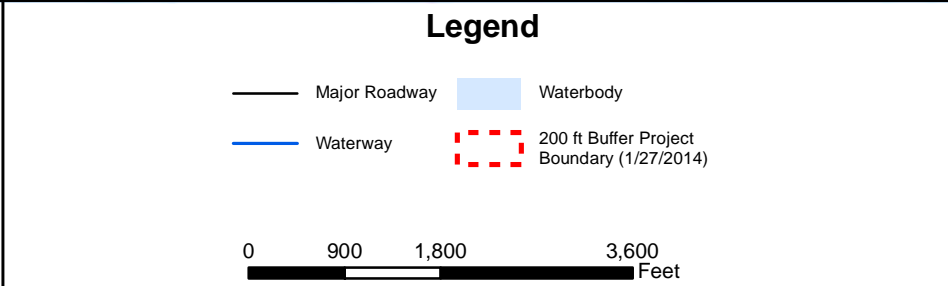 Legend
Major Roadway
Waterbody
Waterway
200 ft Buffer Project
Boundary (1/27/2014)
0 900 1,800 3,600
Feet